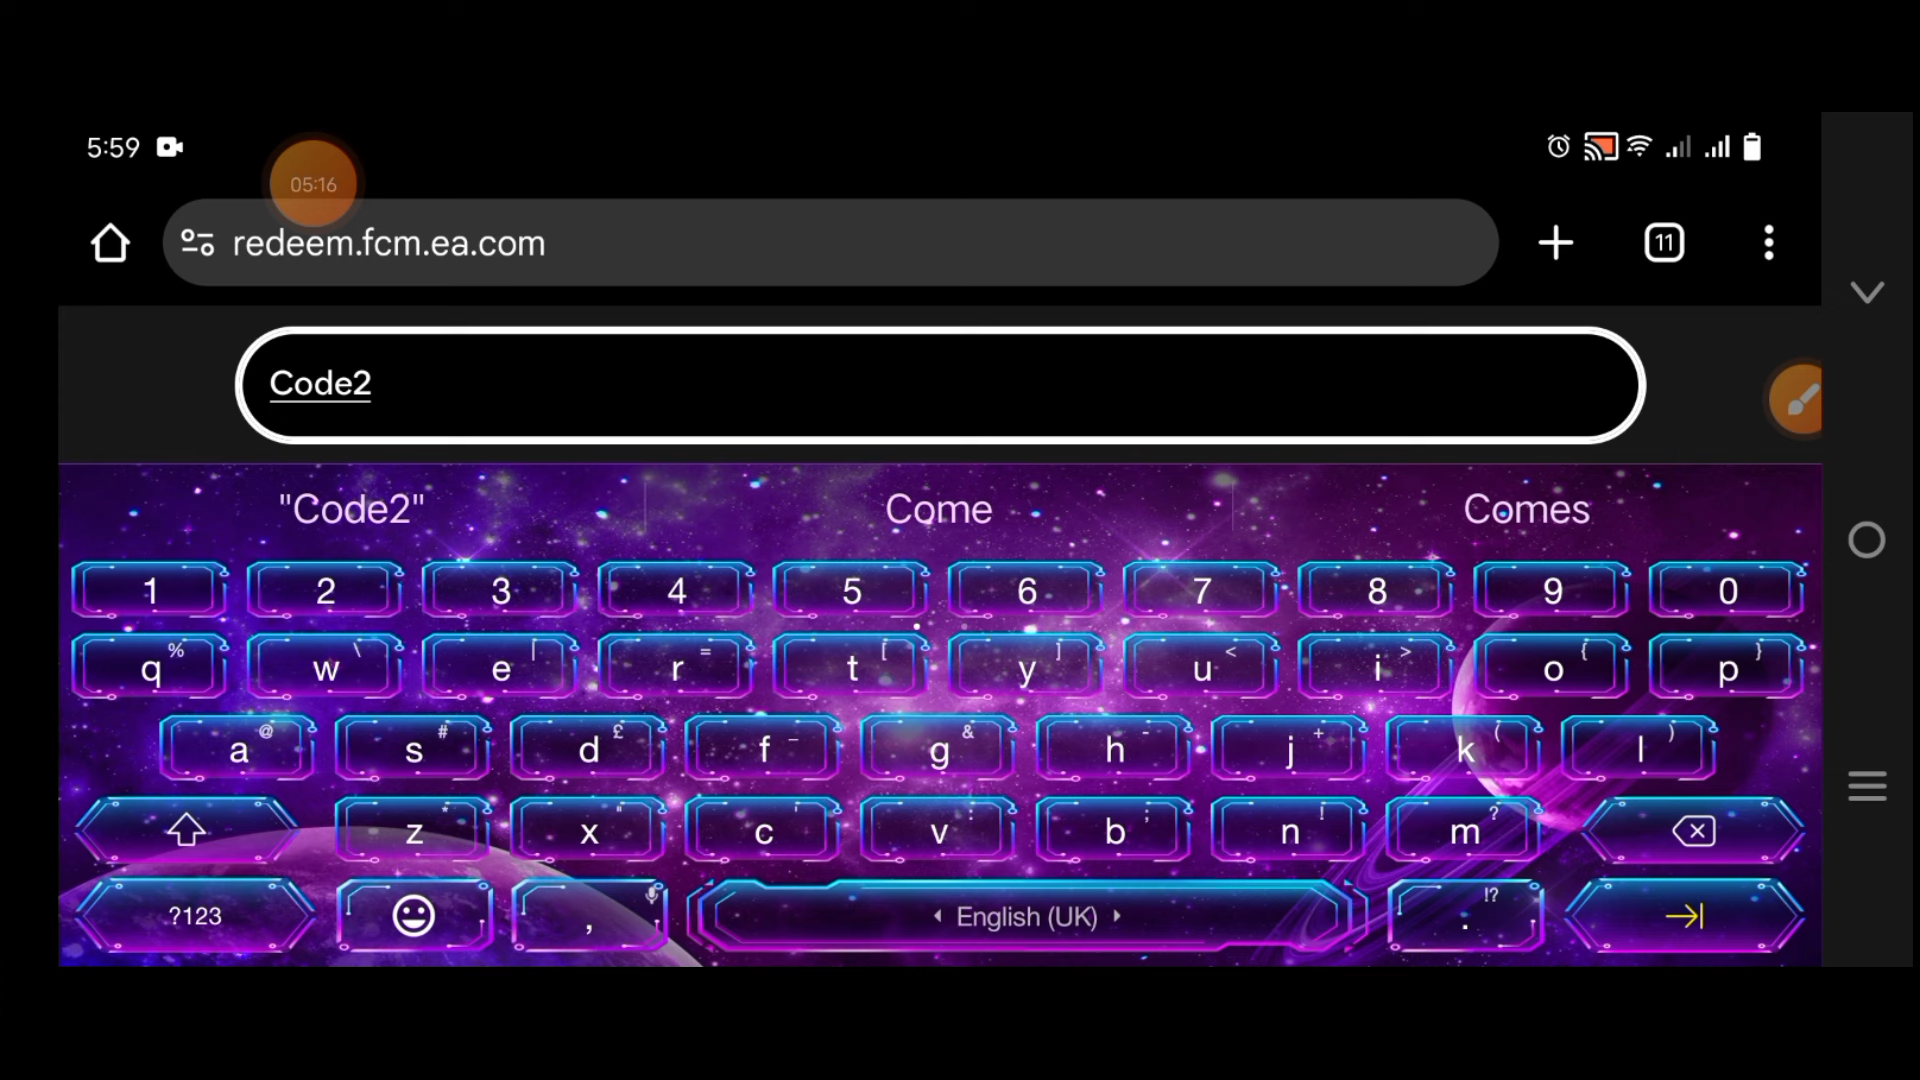 5:59
05:16
redeem.fcm.ea.com
11
Code2
"Code2" Come Comes
1 2 3 4 5 6 7 8 9 0
q % w \ e | r = t [ y ] u < i > o { p }
a @ s # d £ f _ g & h - j + k ( l )
z * x " c ' v : b ; n ! m ?
?123 , English (UK) . !?